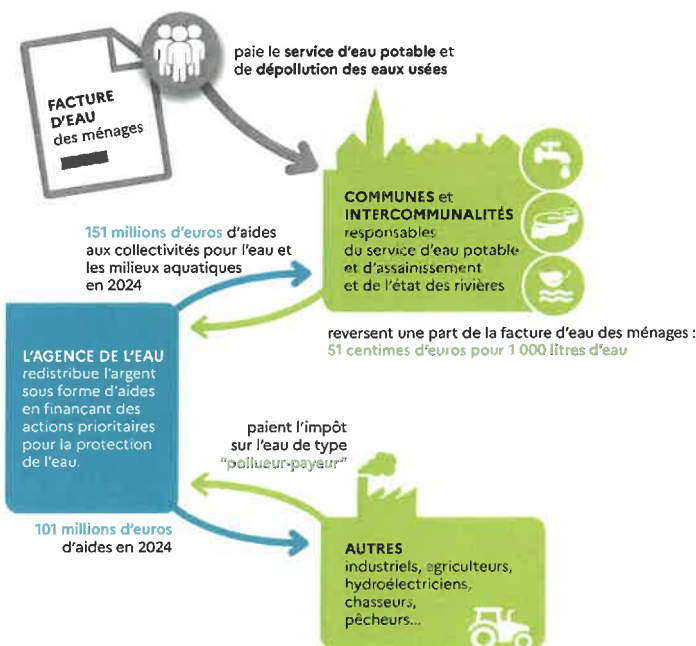 FACTURE
D'EAU
des ménages
paie le service d'eau potable et
de dépollution des eaux usées
COMMUNES et
INTERCOMMUNALITÉS
responsables
du service d'eau potable
et d'assainissement
et de l'état des rivières
151 millions d'euros d'aides
aux collectivités pour l'eau et
les milieux aquatiques
en 2024
reversent une part de la facture d'eau des ménages :
51 centimes d'euros pour 1 000 litres d'eau
L'AGENCE DE L'EAU
redistribue l'argent
sous forme d'aides
en finançant des
actions prioritaires
pour la protection
de l'eau.
paient l'impôt
sur l'eau de type
"pollueur-payeur"
101 millions d'euros
d'aides en 2024
AUTRES
industriels, agriculteurs,
hydroélectriciens,
chasseurs,
pêcheurs...